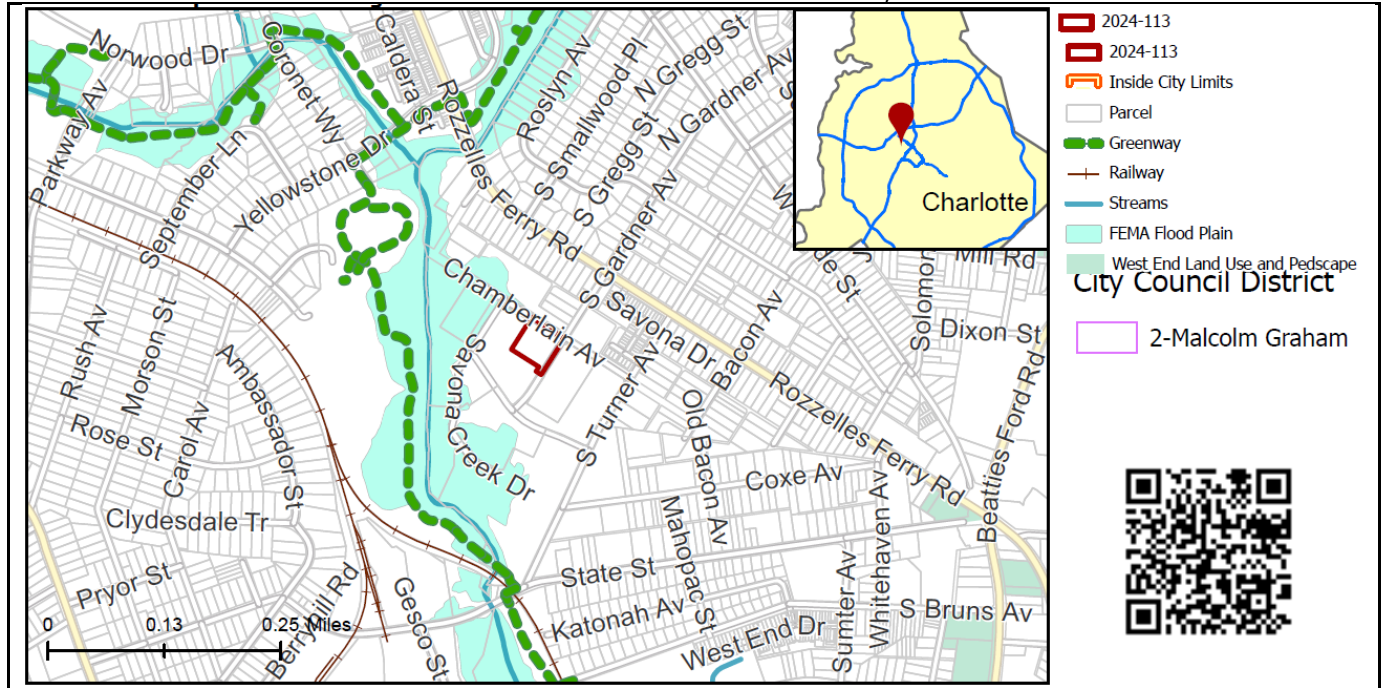 Norwood Dr
Coronet Wy
Caldera St
Rozzelles Ferry Rd
Roslyn Av
S Smallwood Pl
N Gregg St
S Gregg St
N Gardner Av
S Gardner Av
Parkway Av
September Ln
Yellowstone Dr
Chamberlain Av
Savona Dr
Bacon Av
Mill Rd
Solomon
Dixon St
Rush Av
Morson St
Ambassador St
Savona Creek Dr
S Turner Av
Old Bacon Av
Rozzelles Ferry Rd
Beatties Ford Rd
Rose St
Carol Av
Coxe Av
Clydesdale Tr
Mahopac St
Whitehaven Av
Pryor St
State St
Sumter Av
S Bruns Av
Berryhill Rd
Gesco St
Katonah Av
West End Dr
0 0.13 0.25 Miles
Charlotte
2024-113
2024-113
Inside City Limits
Parcel
Greenway
Railway
Streams
FEMA Flood Plain
West End Land Use and Pedscape
City Council District
2-Malcolm Graham